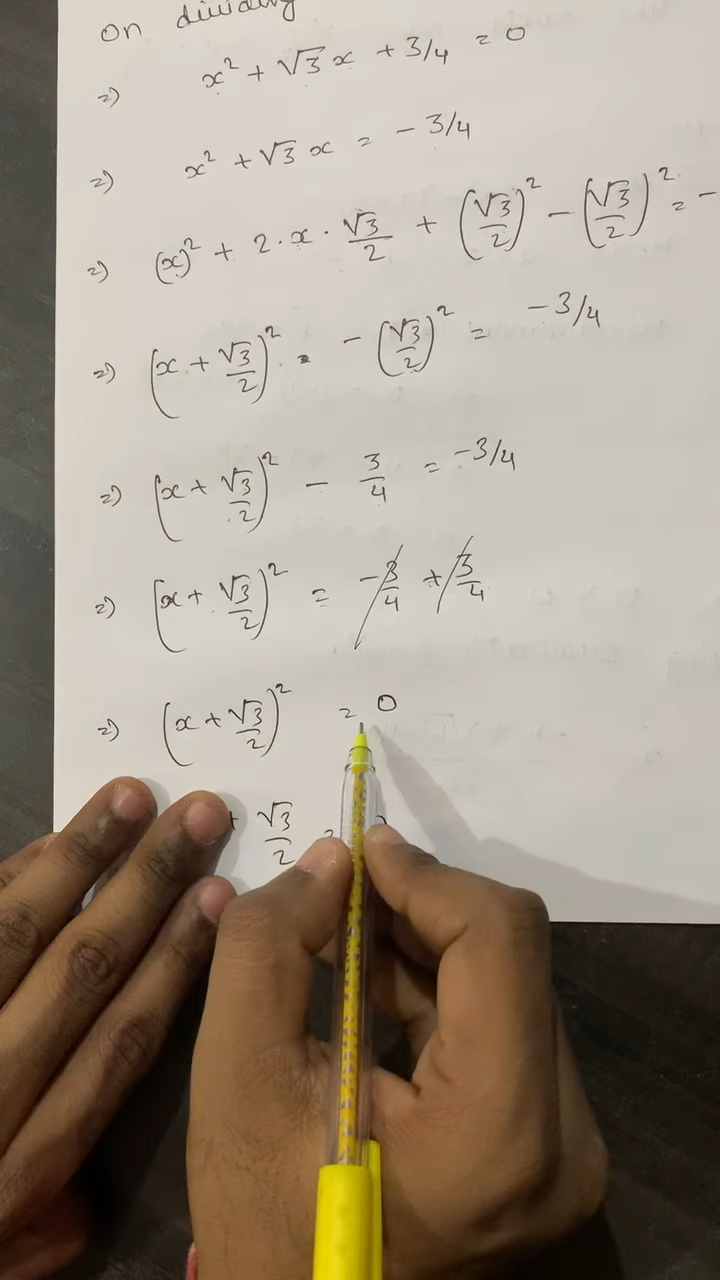 On dividing
=) x² + √3 x + 3/4 = 0
=) x² + √3 x = - 3/4
=) (x)² + 2 · x · √3/2 + (√3/2)² - (√3/2)² = -
=) (x + √3/2)² - (√3/2)² = - 3/4
=) (x + √3/2)² - 3/4 = - 3/4
=) (x + √3/2)² = - 3/4 + 3/4
=) (x + √3/2)² = 0
+ √3/2 =